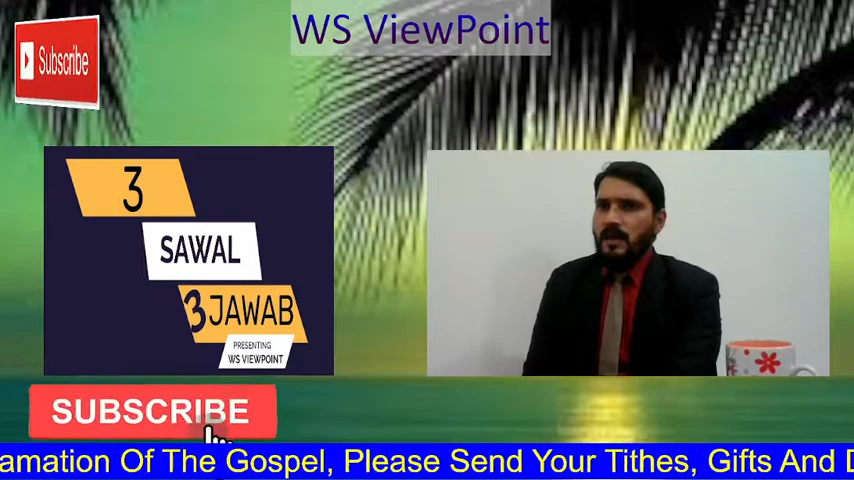 WS ViewPoint
Subscribe
3
SAWAL
3 JAWAB
PRESENTING
WS VIEWPOINT
SUBSCRIBE
Of The Gospel, Please Send Your Tithes, Gifts And